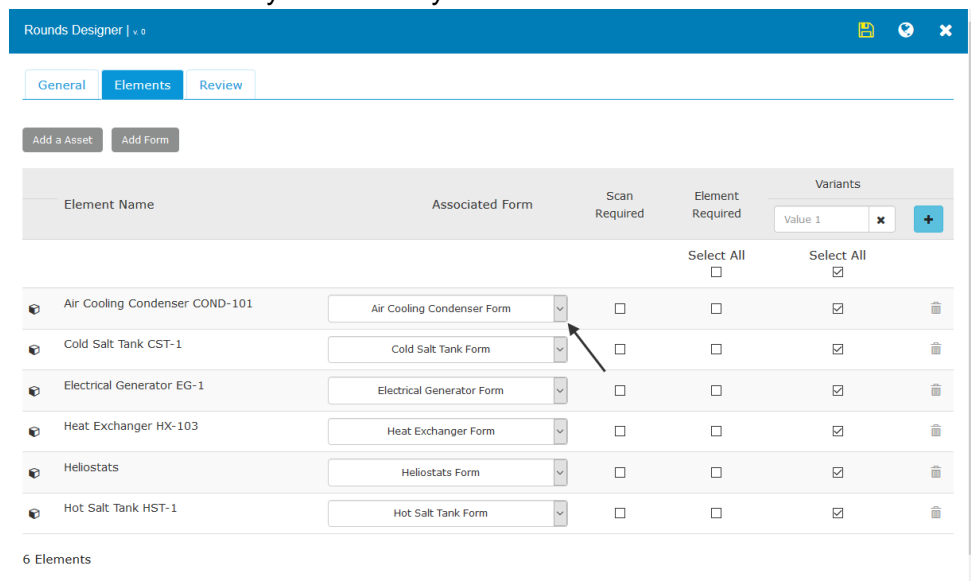 Rounds Designer | v. 0
General Elements Review
Add a Asset Add Form
Element Name Associated Form Scan Required Element Required Variants
Value 1
Select All Select All
Air Cooling Condenser COND-101 Air Cooling Condenser Form
Cold Salt Tank CST-1 Cold Salt Tank Form
Electrical Generator EG-1 Electrical Generator Form
Heat Exchanger HX-103 Heat Exchanger Form
Heliostats Heliostats Form
Hot Salt Tank HST-1 Hot Salt Tank Form
6 Elements